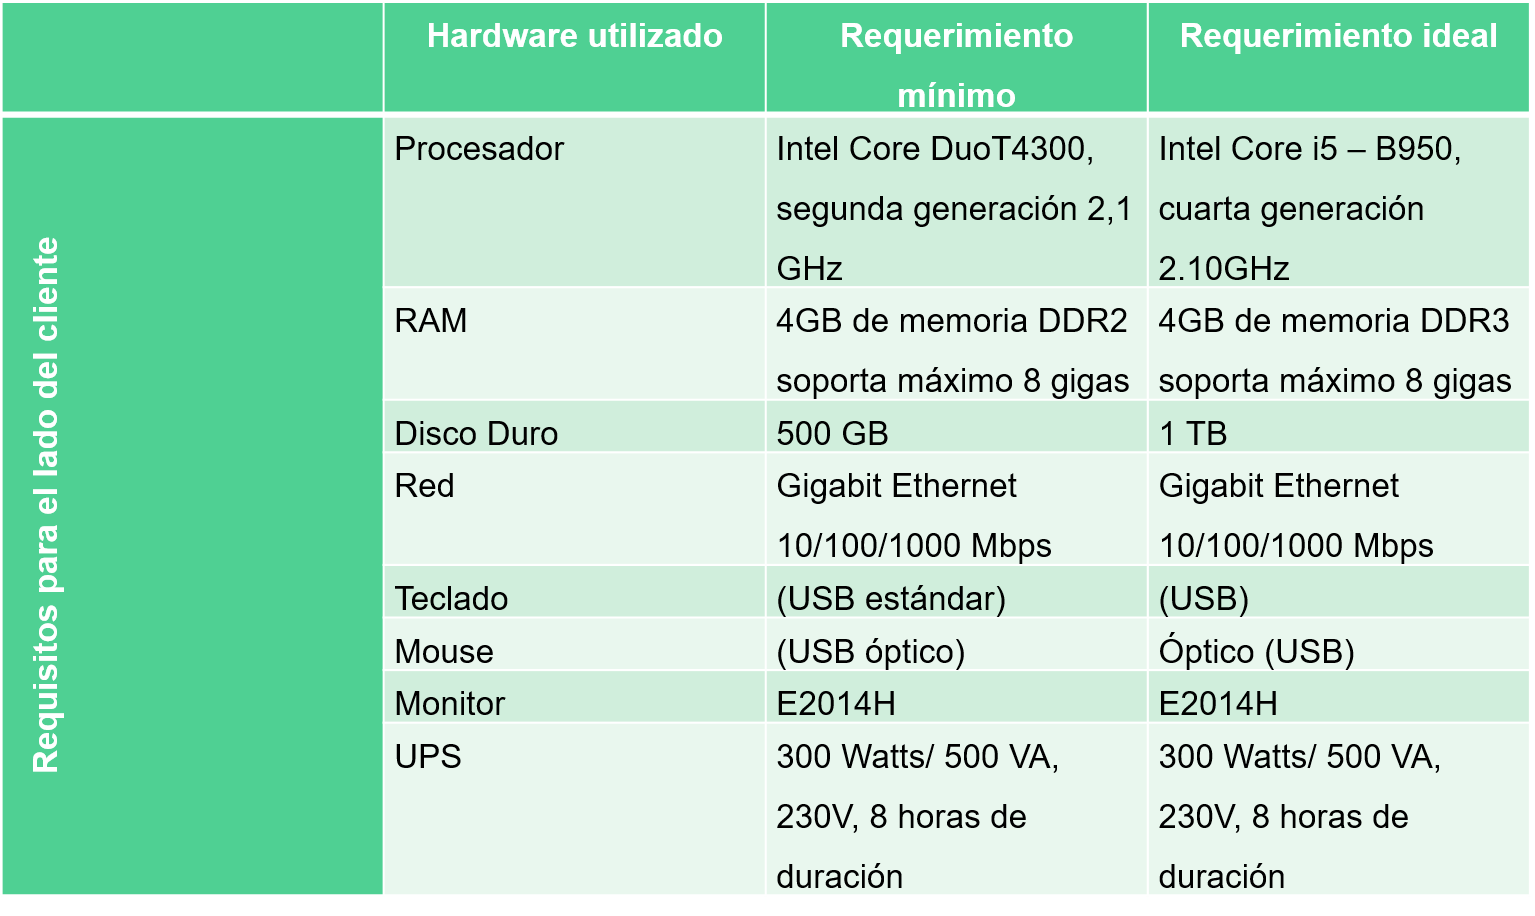 Hardware utilizado
Requerimiento
mínimo
Requerimiento ideal
Requisitos para el lado del cliente
Procesador
Intel Core DuoT4300,
segunda generación 2,1
GHz
Intel Core i5 – B950,
cuarta generación
2.10GHz
RAM
4GB de memoria DDR2
soporta máximo 8 gigas
4GB de memoria DDR3
soporta máximo 8 gigas
Disco Duro
500 GB
1 TB
Red
Gigabit Ethernet
10/100/1000 Mbps
Gigabit Ethernet
10/100/1000 Mbps
Teclado
(USB estándar)
(USB)
Mouse
(USB óptico)
Óptico (USB)
Monitor
E2014H
E2014H
UPS
300 Watts/ 500 VA,
230V, 8 horas de
duración
300 Watts/ 500 VA,
230V, 8 horas de
duración